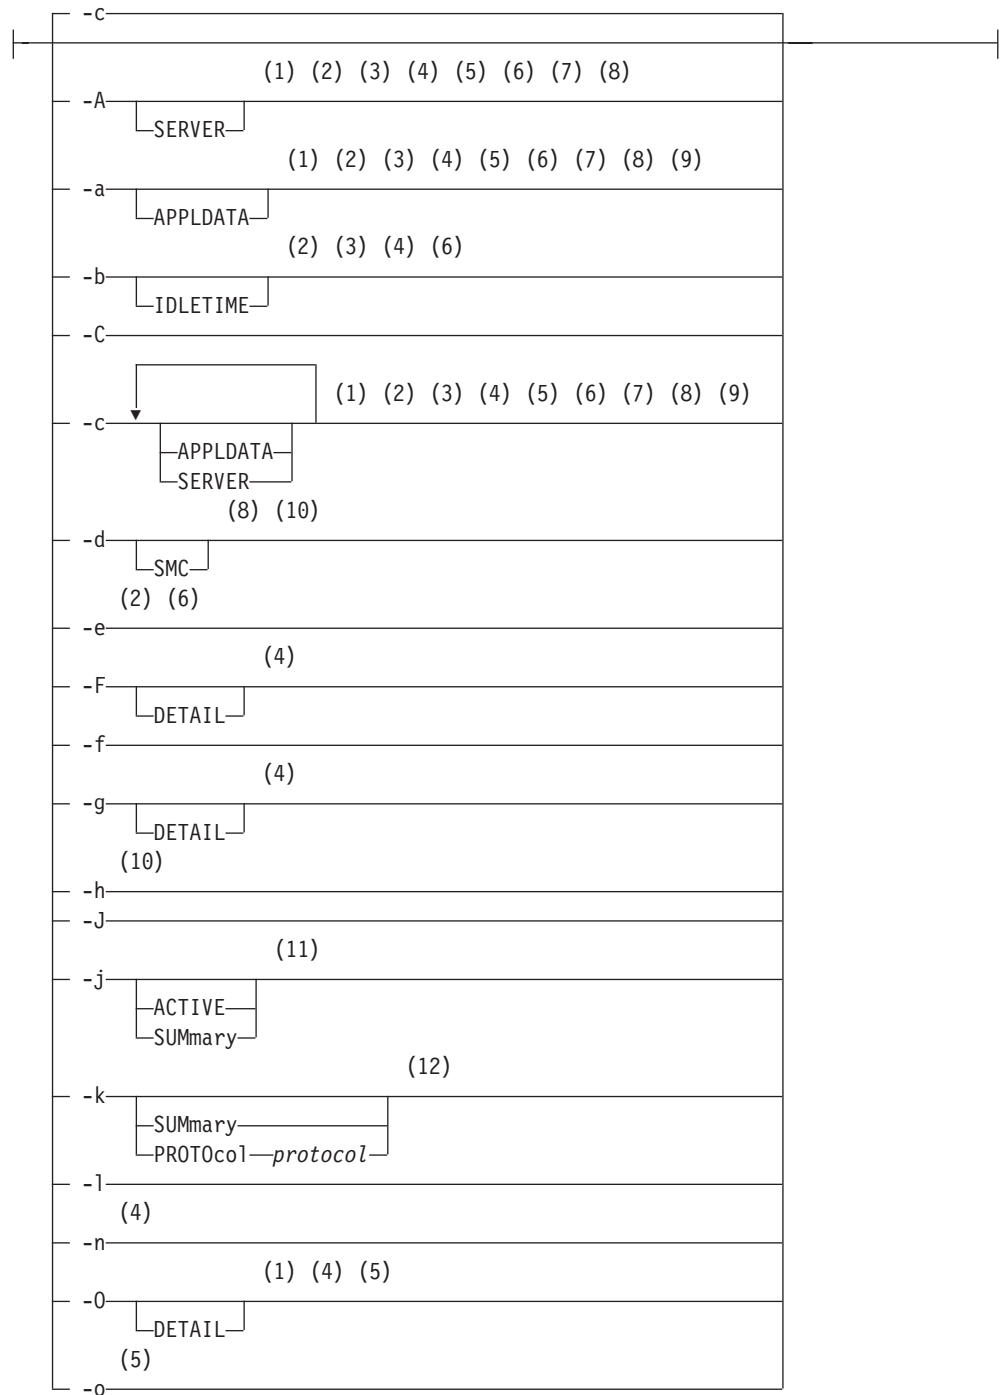 -c
(1) (2) (3) (4) (5) (6) (7) (8)
-A
SERVER
(1) (2) (3) (4) (5) (6) (7) (8) (9)
-a
APPLDATA
(2) (3) (4) (6)
-b
IDLETIME
-C
(1) (2) (3) (4) (5) (6) (7) (8) (9)
-c
APPLDATA
SERVER
(8) (10)
-d
SMC
(2) (6)
-e
(4)
-F
DETAIL
-f
(4)
-g
DETAIL
(10)
-h
-J
(11)
-j
ACTIVE
SUMmary
(12)
-k
SUMmary
PROTOcol protocol
-l
(4)
-n
(1) (4) (5)
-O
DETAIL
(5)
-o